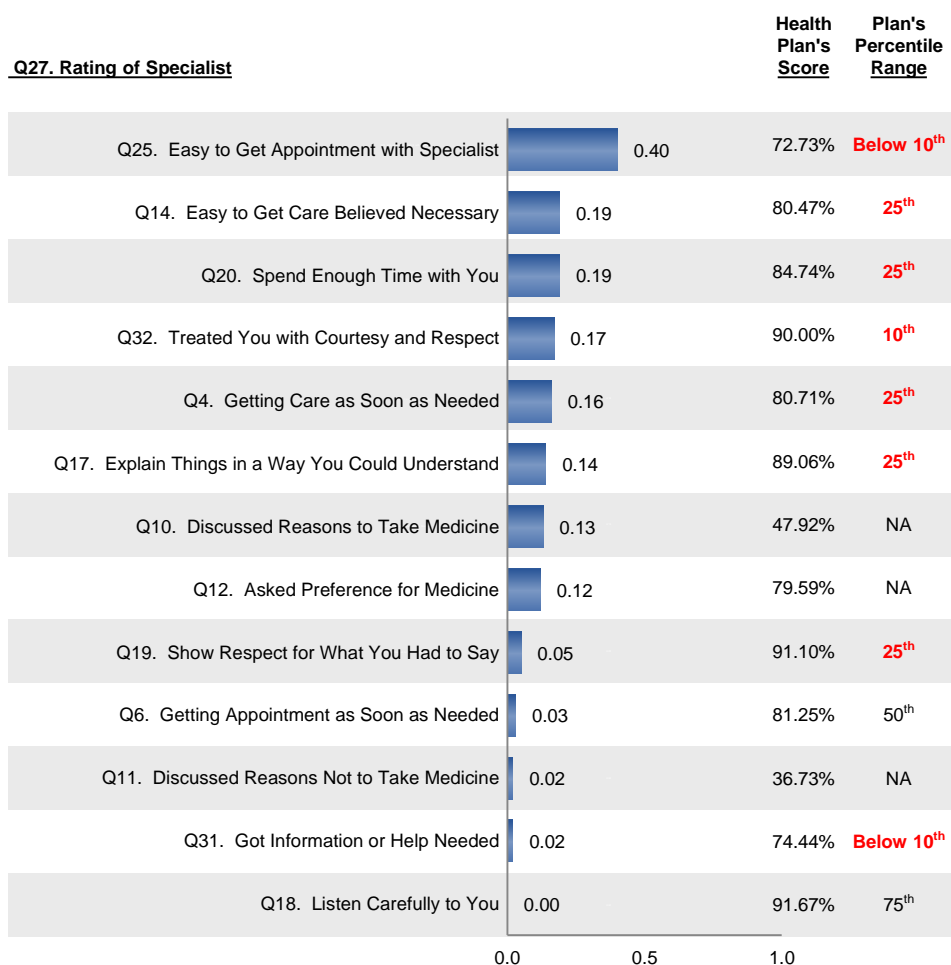 Health Plan's
Plan's Percentile
Q27. Rating of Specialist Score Range
Q25. Easy to Get Appointment with Specialist 0.40 72.73% Below 10th
Q14. Easy to Get Care Believed Necessary 0.19 80.47% 25th
Q20. Spend Enough Time with You 0.19 84.74% 25th
Q32. Treated You with Courtesy and Respect 0.17 90.00% 10th
Q4. Getting Care as Soon as Needed 0.16 80.71% 25th
Q17. Explain Things in a Way You Could Understand 0.14 89.06% 25th
Q10. Discussed Reasons to Take Medicine 0.13 47.92% NA
Q12. Asked Preference for Medicine 0.12 79.59% NA
Q19. Show Respect for What You Had to Say 0.05 91.10% 25th
Q6. Getting Appointment as Soon as Needed 0.03 81.25% 50th
Q11. Discussed Reasons Not to Take Medicine 0.02 36.73% NA
Q31. Got Information or Help Needed 0.02 74.44% Below 10th
Q18. Listen Carefully to You 0.00 91.67% 75th
0.0 0.5 1.0